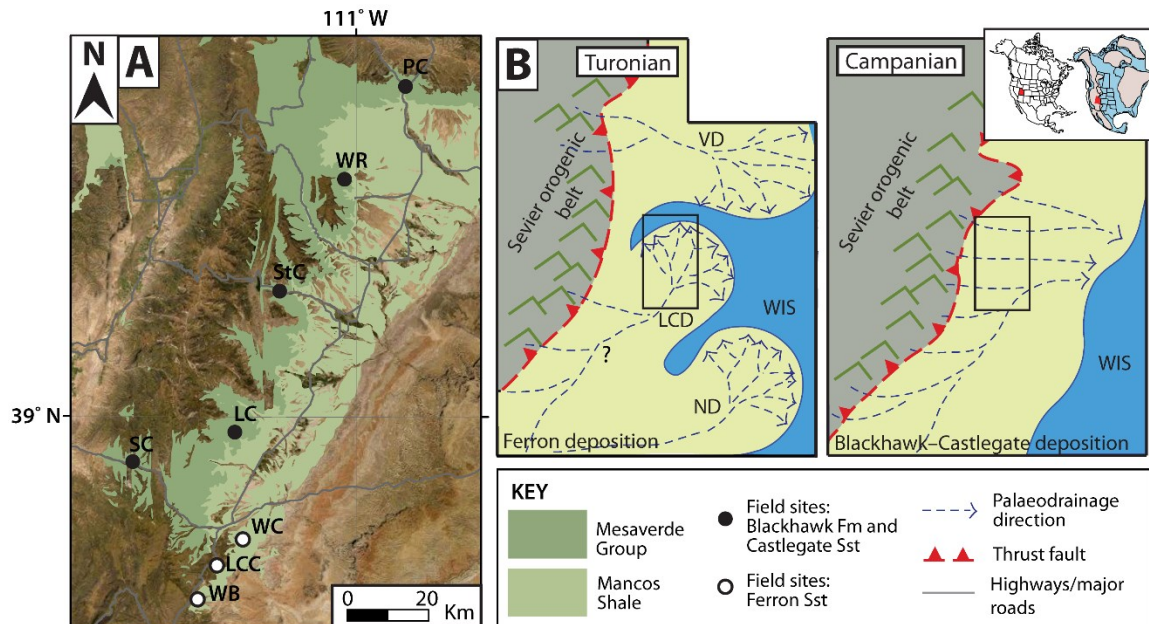 111° W
N
A
PC
WR
StC
39° N
LC
SC
WC
LCC
WB
0 20
Km
B
Turonian
Sevier orogenic
belt
VD
LCD
WIS
?
ND
Ferron deposition
Campanian
Sevier orogenic
belt
WIS
Blackhawk–Castlegate deposition
KEY
Mesaverde
Group
Mancos
Shale
Field sites:
Blackhawk Fm and
Castlegate Sst
Field sites:
Ferron Sst
Palaeodrainage
direction
Thrust fault
Highways/major
roads